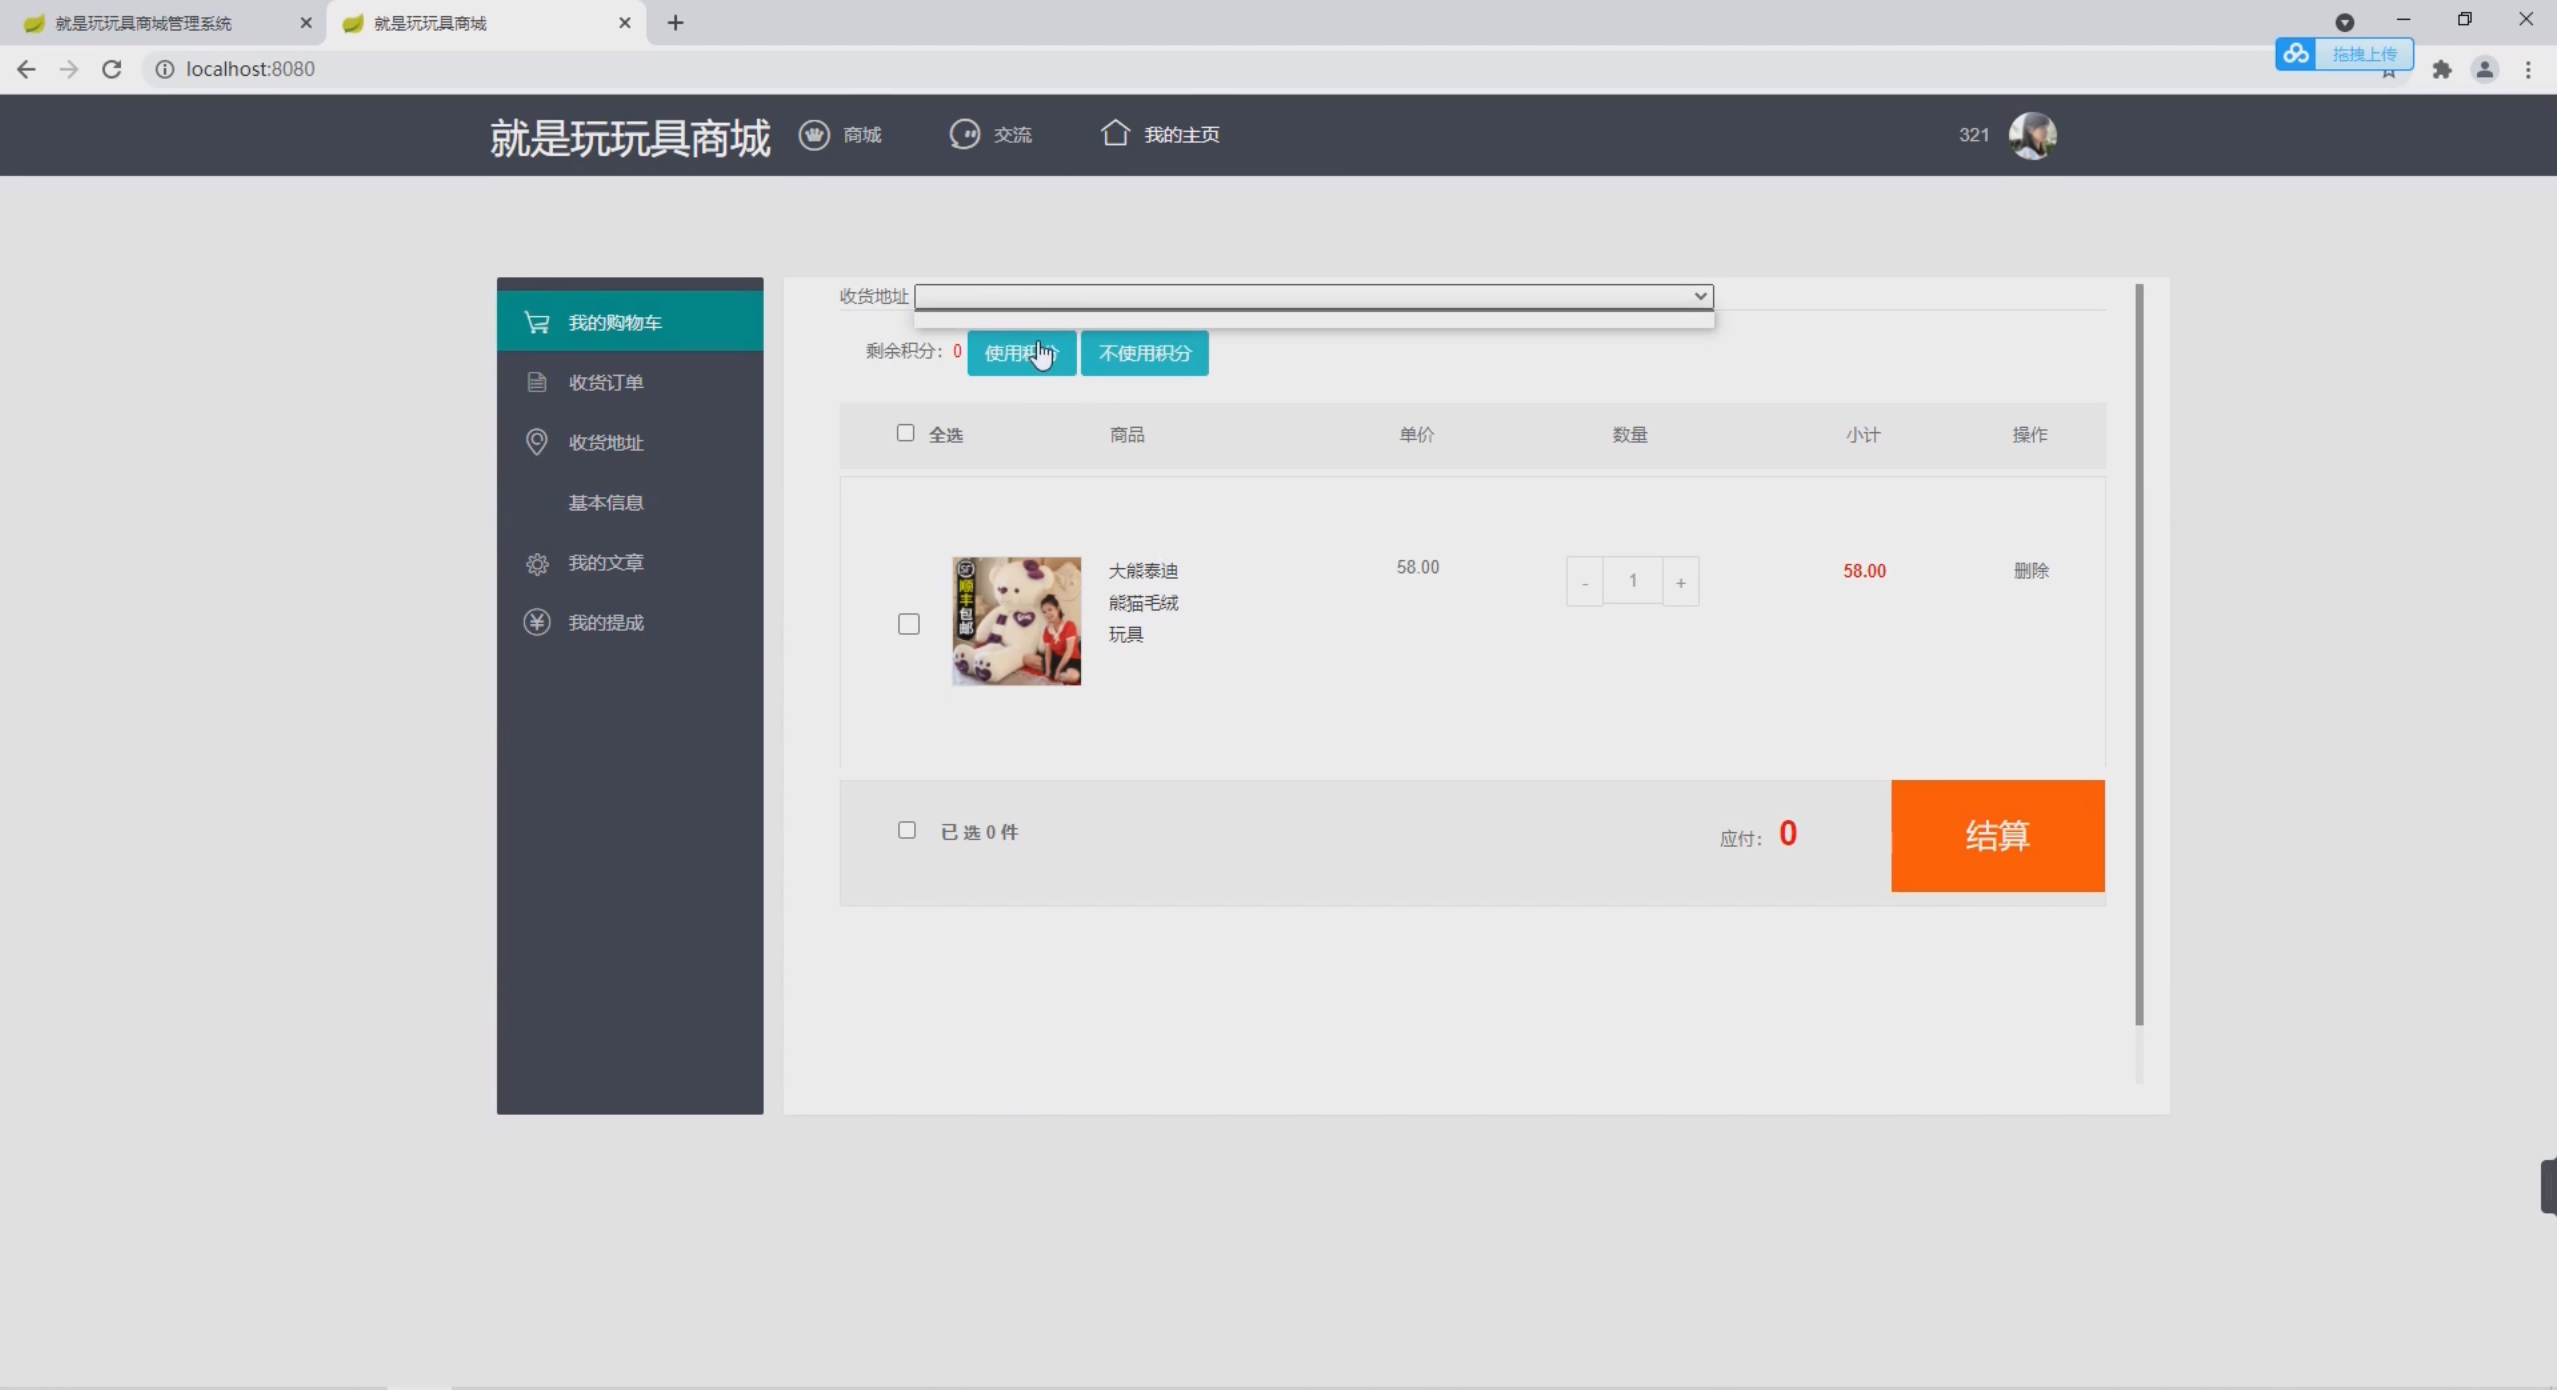 就是玩玩具商城管理系统
就是玩玩具商城
localhost:8080
拖拽上传
就是玩玩具商城
商城
交流
我的主页
321
我的购物车
收货订单
收货地址
基本信息
我的文章
我的提成
收货地址
剩余积分：0
使用积分
不使用积分
全选 商品 单价 数量 小计 操作
顺丰包邮
大熊泰迪
熊猫毛绒
玩具
58.00
- 1 +
58.00
删除
已选0件
应付： 0
结算